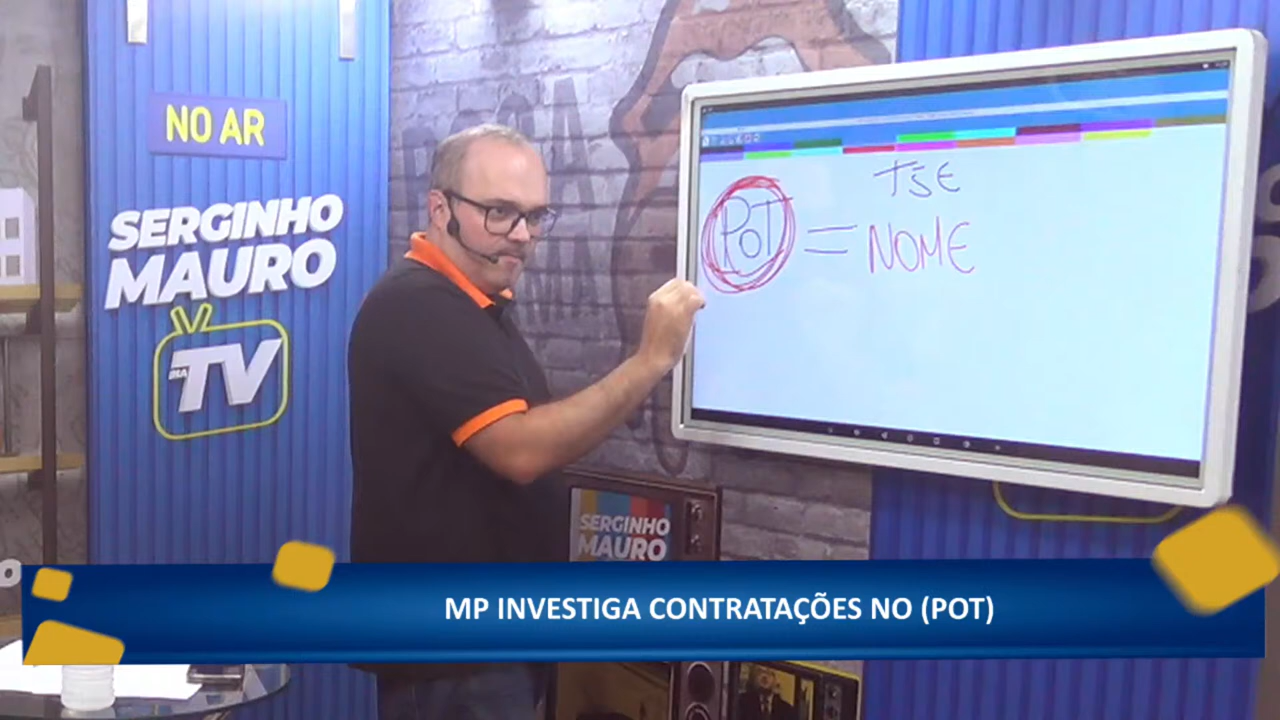 NO AR
SERGINHO
MAURO
TV
TSE
POT = NOME
SERGINHO
MAURO
MP INVESTIGA CONTRATAÇÕES NO (POT)